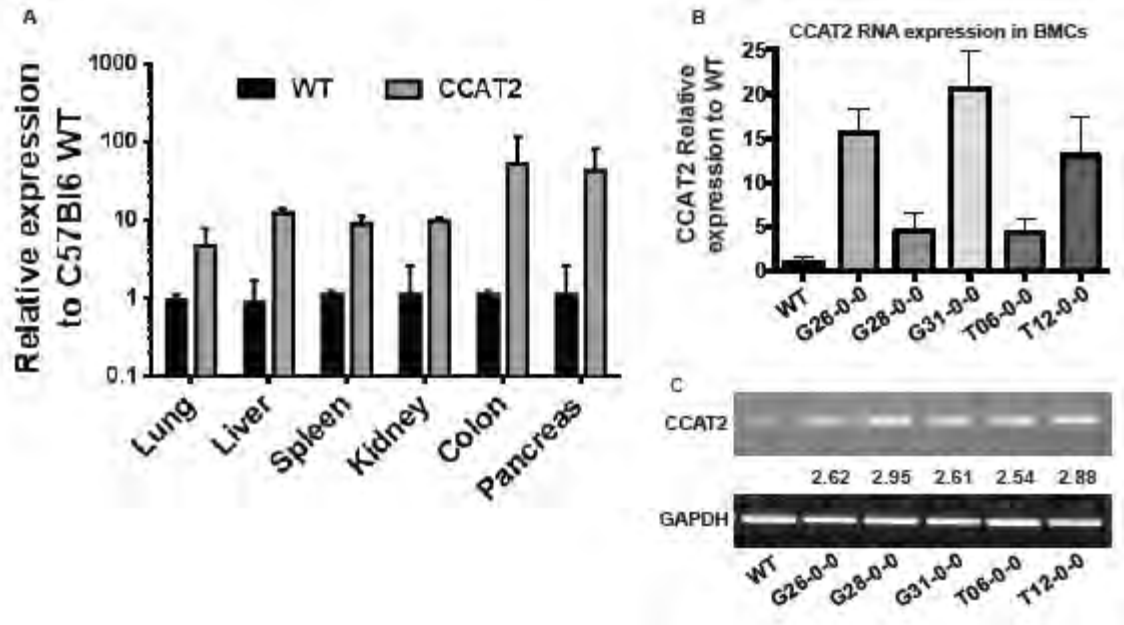 A
Relative expression
to C57Bl6 WT
1000
100
10
1
0.1
WT
CCAT2
Lung
Liver
Spleen
Kidney
Colon
Pancreas
B
CCAT2 RNA expression in BMCs
CCAT2 Relative
expression to WT
25
20
15
10
5
0
WT
G26-0-0
G28-0-0
G31-0-0
T06-0-0
T12-0-0
C
CCAT2
2.62 2.95 2.61 2.54 2.88
GAPDH
WT
G26-0-0
G28-0-0
G31-0-0
T06-0-0
T12-0-0